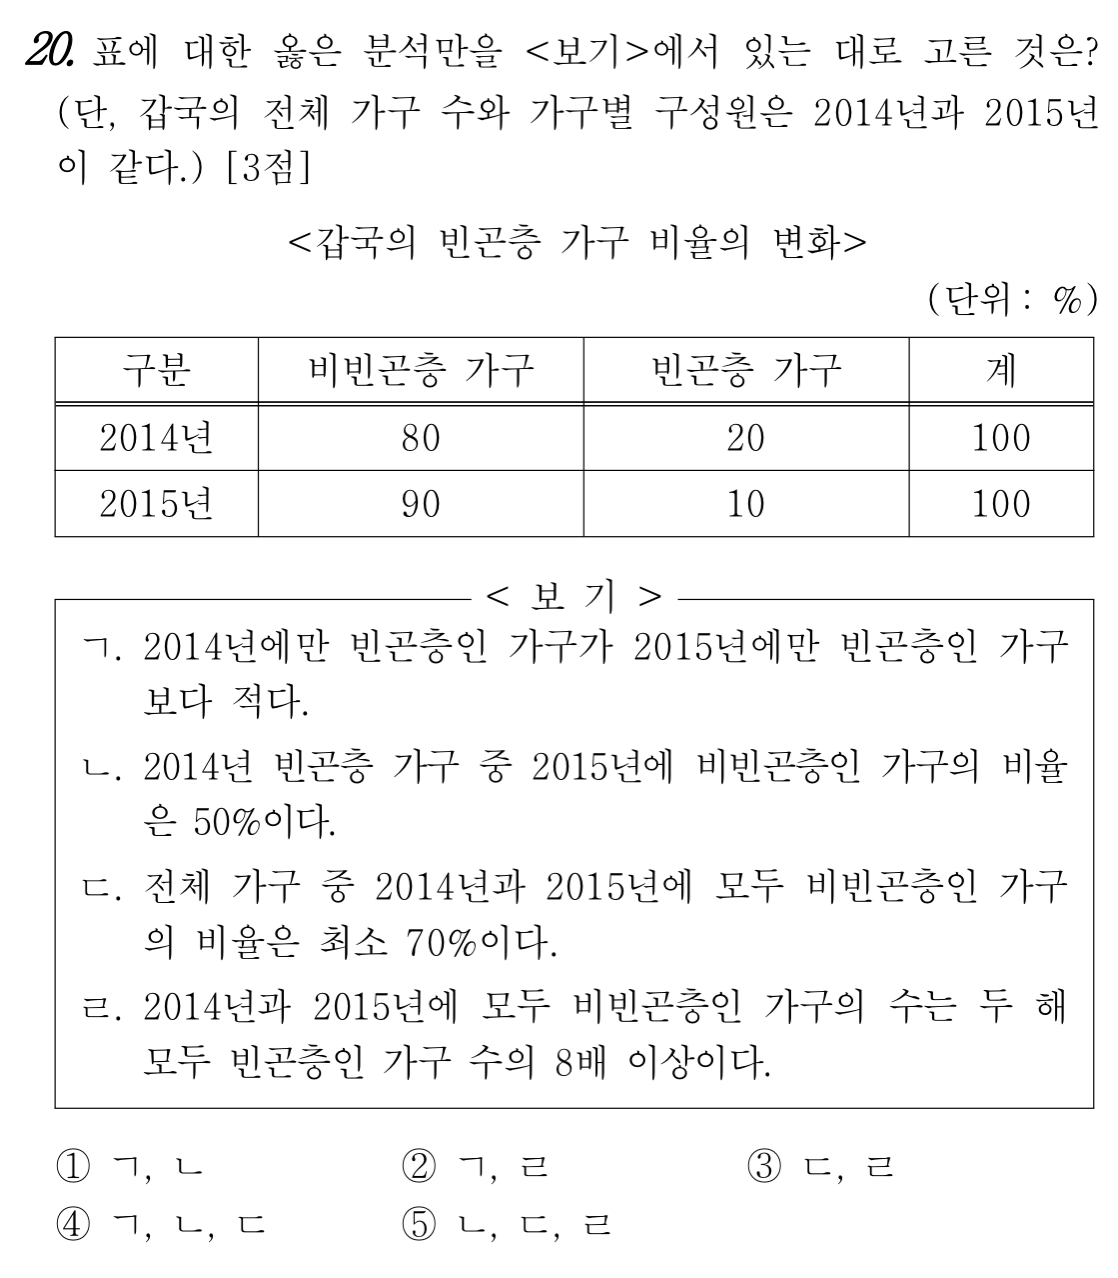 20. 표에 대한 옳은 분석만을 <보기>에서 있는 대로 고른 것은?
(단, 갑국의 전체 가구 수와 가구별 구성원은 2014년과 2015년
이 같다.) [3점]
<갑국의 빈곤층 가구 비율의 변화>
(단위 : %)
구분 비빈곤층 가구 빈곤층 가구 계
2014년 80 20 100
2015년 90 10 100
< 보 기 >
ㄱ. 2014년에만 빈곤층인 가구가 2015년에만 빈곤층인 가구
보다 적다.
ㄴ. 2014년 빈곤층 가구 중 2015년에 비빈곤층인 가구의 비율
은 50%이다.
ㄷ. 전체 가구 중 2014년과 2015년에 모두 비빈곤층인 가구
의 비율은 최소 70%이다.
ㄹ. 2014년과 2015년에 모두 비빈곤층인 가구의 수는 두 해
모두 빈곤층인 가구 수의 8배 이상이다.
① ㄱ, ㄴ ② ㄱ, ㄹ ③ ㄷ, ㄹ
④ ㄱ, ㄴ, ㄷ ⑤ ㄴ, ㄷ, ㄹ